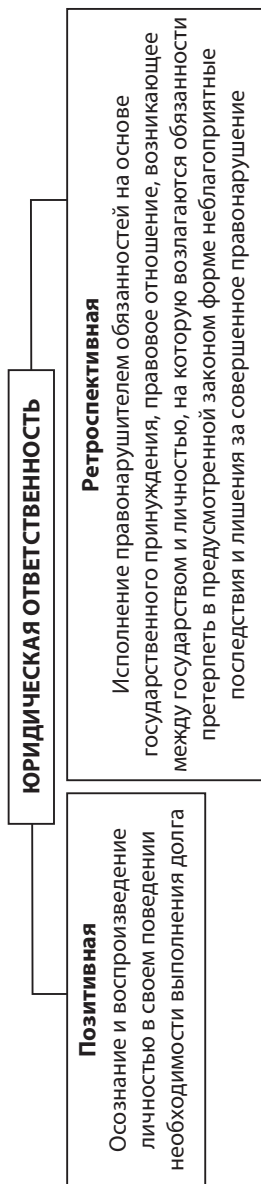 ЮРИДИЧЕСКАЯ ОТВЕТСТВЕННОСТЬ
Позитивная
Осознание и воспроизведение
личностью в своем поведении
необходимости выполнения долга
Ретроспективная
Исполнение правонарушителем обязанностей на основе
государственного принуждения, правовое отношение, возникающее
между государством и личностью, на которую возлагаются обязанности
претерпеть в предусмотренной законом форме неблагоприятные
последствия и лишения за совершенное правонарушение